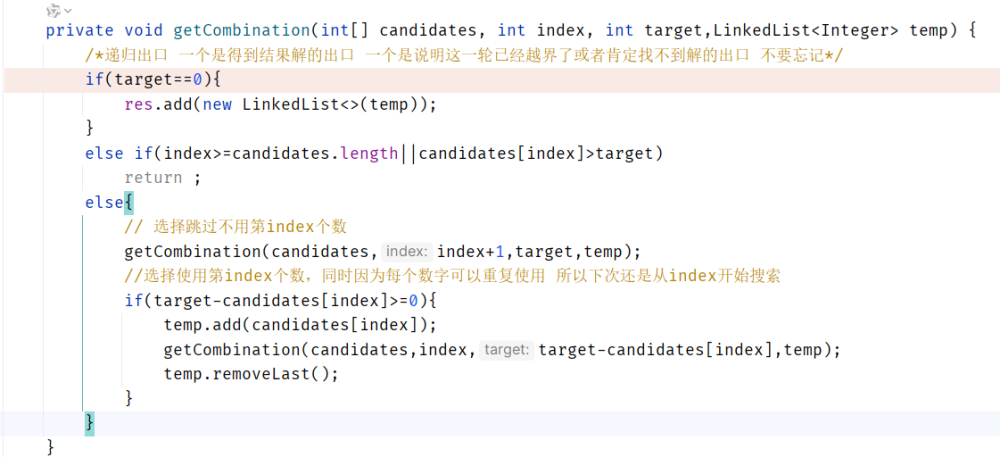 private void getCombination(int[] candidates, int index, int target,LinkedList<Integer> temp) {
/*递归出口 一个是得到结果解的出口 一个是说明这一轮已经越界了或者肯定找不到解的出口 不要忘记*/
if(target==0){
res.add(new LinkedList<>(temp));
}
else if(index>=candidates.length||candidates[index]>target)
return ;
else{
// 选择跳过不用第index个数
getCombination(candidates, index: index+1,target,temp);
//选择使用第index个数，同时因为每个数字可以重复使用 所以下次还是从index开始搜索
if(target-candidates[index]>=0){
temp.add(candidates[index]);
getCombination(candidates,index, target: target-candidates[index],temp);
temp.removeLast();
}
}
}